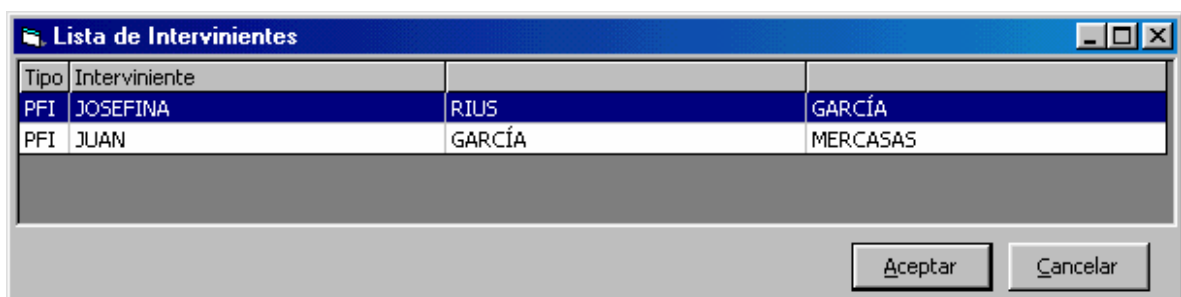 Lista de Intervinientes
Tipo Interviniente
PFI JOSEFINA RIUS GARCÍA
PFI JUAN GARCÍA MERCASAS
Aceptar Cancelar